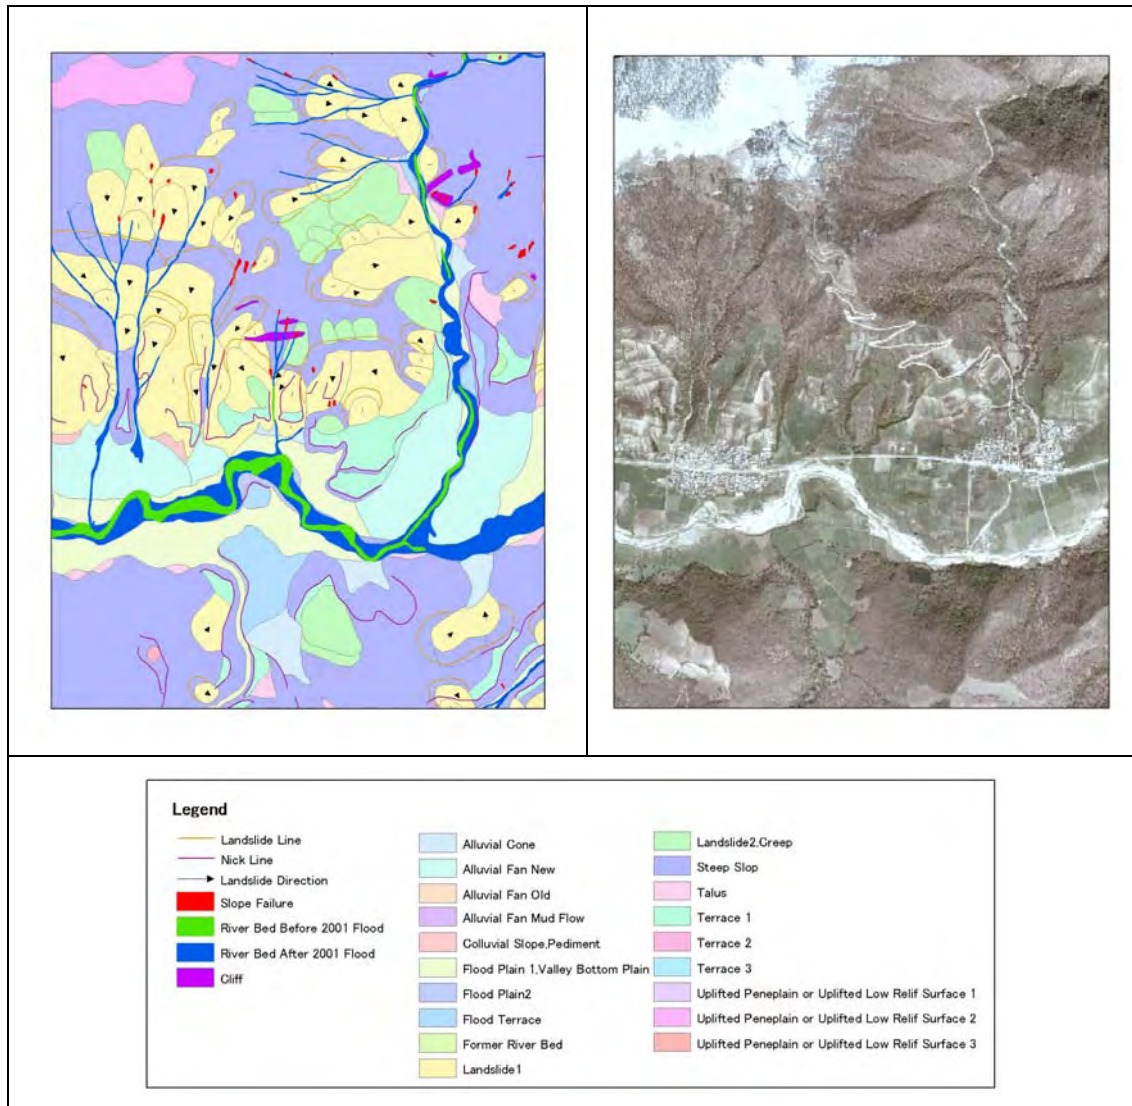 Legend
Landslide Line
Nick Line
Landslide Direction
Slope Failure
River Bed Before 2001 Flood
River Bed After 2001 Flood
Cliff
Alluvial Cone
Alluvial Fan New
Alluvial Fan Old
Alluvial Fan Mud Flow
Colluvial Slope,Pediment
Flood Plain 1,Valley Bottom Plain
Flood Plain2
Flood Terrace
Former River Bed
Landslide1
Landslide2,Creep
Steep Slop
Talus
Terrace 1
Terrace 2
Terrace 3
Uplifted Peneplain or Uplifted Low Relif Surface 1
Uplifted Peneplain or Uplifted Low Relif Surface 2
Uplifted Peneplain or Uplifted Low Relif Surface 3